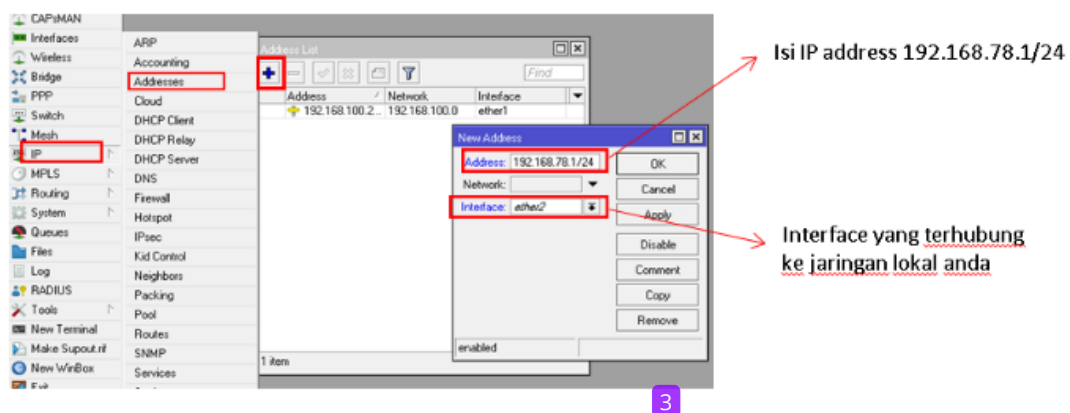 CAPsMAN
Interfaces
Wireless
Bridge
PPP
Switch
Mesh
IP
MPLS
Routing
System
Queues
Files
Log
RADIUS
Tools
New Terminal
Make Supout.rif
New WinBox
Exit
ARP
Accounting
Addresses
Cloud
DHCP Client
DHCP Relay
DHCP Server
DNS
Firewall
Hotspot
IPsec
Kid Control
Neighbors
Packing
Pool
Routes
SNMP
Services
Address List
Find
Address Network Interface
192.168.100.2... 192.168.100.0 ether1
1 item
New Address
Address: 192.168.78.1/24
Network:
Interface: ether2
OK
Cancel
Apply
Disable
Comment
Copy
Remove
enabled
Isi IP address 192.168.78.1/24
Interface yang terhubung
ke jaringan lokal anda
3